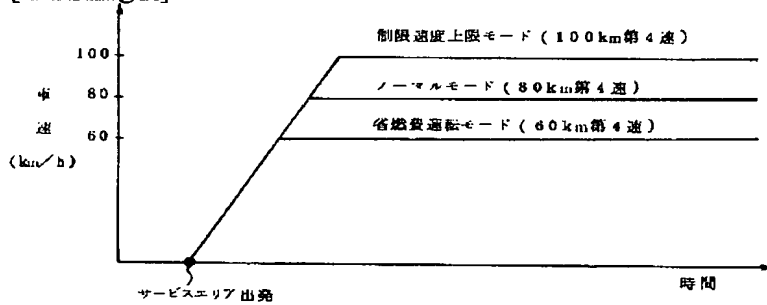 制限速度上限モード(100km第4速)
100
ノーマルモード(80km第4速)
車 80
速
省燃費運転モード(60km第4速)
60
(km/h)
時間
サービスエリア出発